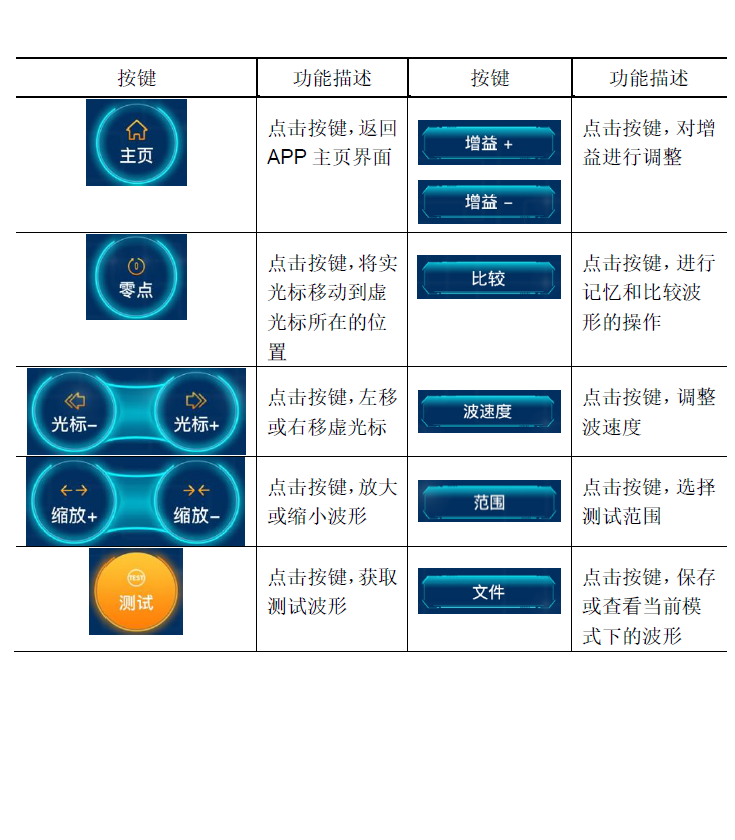 按键 功能描述 按键 功能描述
主页
点击按键，返回
APP 主页界面
增益 +
增益 -
点击按键，对增
益进行调整
零点
点击按键，将实
光标移动到虚
光标所在的位
置
比较
点击按键，进行
记忆和比较波
形的操作
光标- 光标+
点击按键，左移
或右移虚光标
波速度
点击按键，调整
波速度
缩放+ 缩放-
点击按键，放大
或缩小波形
范围
点击按键，选择
测试范围
TEST
测试
点击按键，获取
测试波形
文件
点击按键，保存
或查看当前模
式下的波形